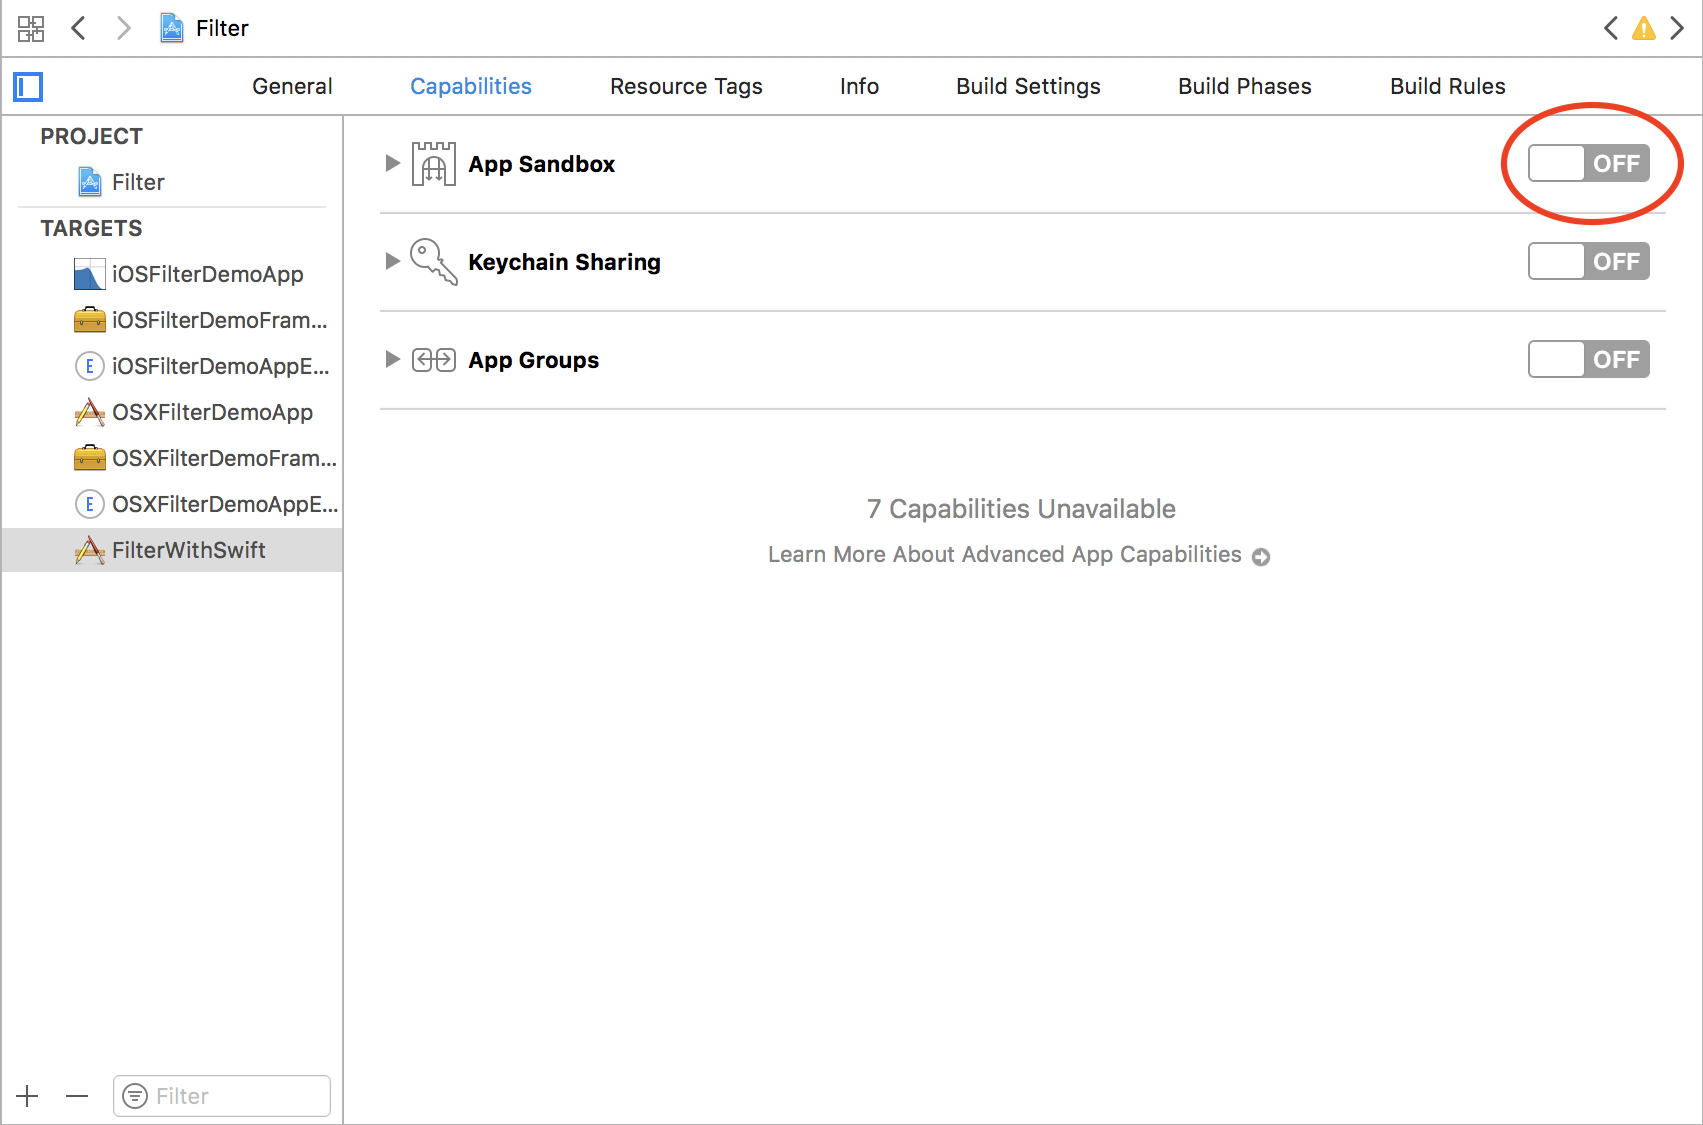 Filter
General Capabilities Resource Tags Info Build Settings Build Phases Build Rules
PROJECT
Filter
TARGETS
iOSFilterDemoApp
iOSFilterDemoFram...
E iOSFilterDemoAppE...
OSXFilterDemoApp
OSXFilterDemoFram...
E OSXFilterDemoAppE...
FilterWithSwift
App Sandbox OFF
Keychain Sharing OFF
App Groups OFF
7 Capabilities Unavailable
Learn More About Advanced App Capabilities
Filter